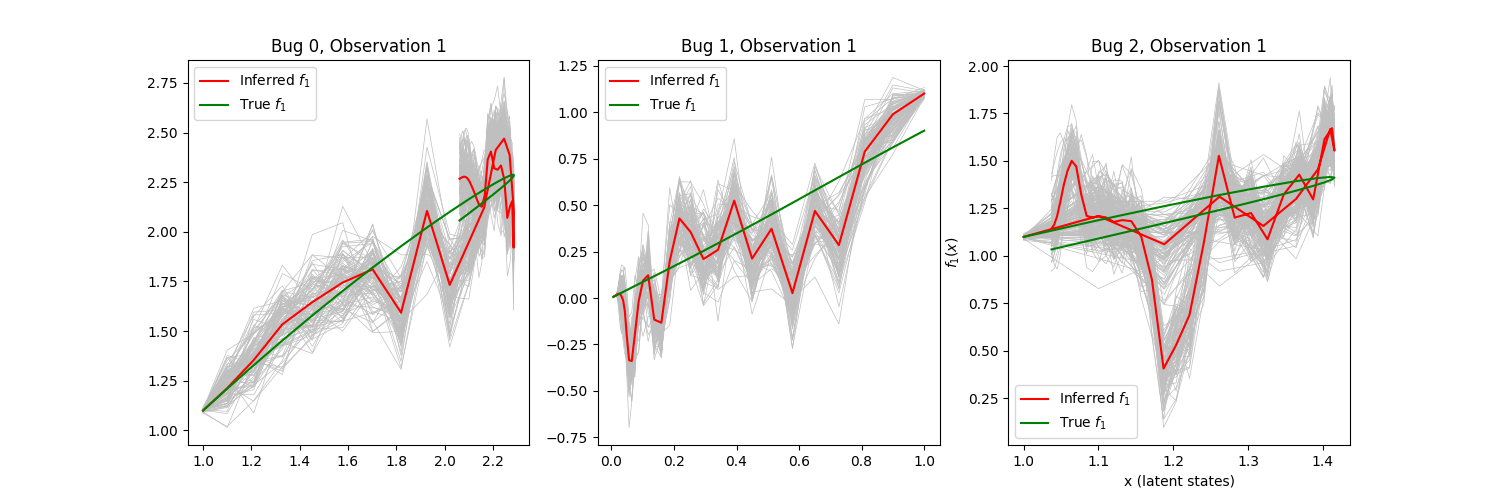 Bug 0, Observation 1
Inferred f₁
True f₁
2.75
2.50
2.25
2.00
1.75
1.50
1.25
1.00
1.0 1.2 1.4 1.6 1.8 2.0 2.2
Bug 1, Observation 1
Inferred f₁
True f₁
1.25
1.00
0.75
0.50
0.25
0.00
−0.25
−0.50
−0.75
0.0 0.2 0.4 0.6 0.8 1.0
Bug 2, Observation 1
2.00
1.75
1.50
1.25
1.00
0.75
0.50
0.25
f₁(x)
Inferred f₁
True f₁
1.0 1.1 1.2 1.3 1.4
x (latent states)